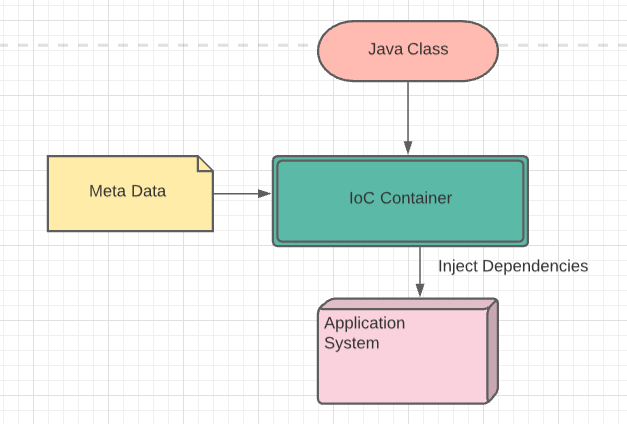 Java Class
Meta Data
IoC Container
Inject Dependencies
Application
System